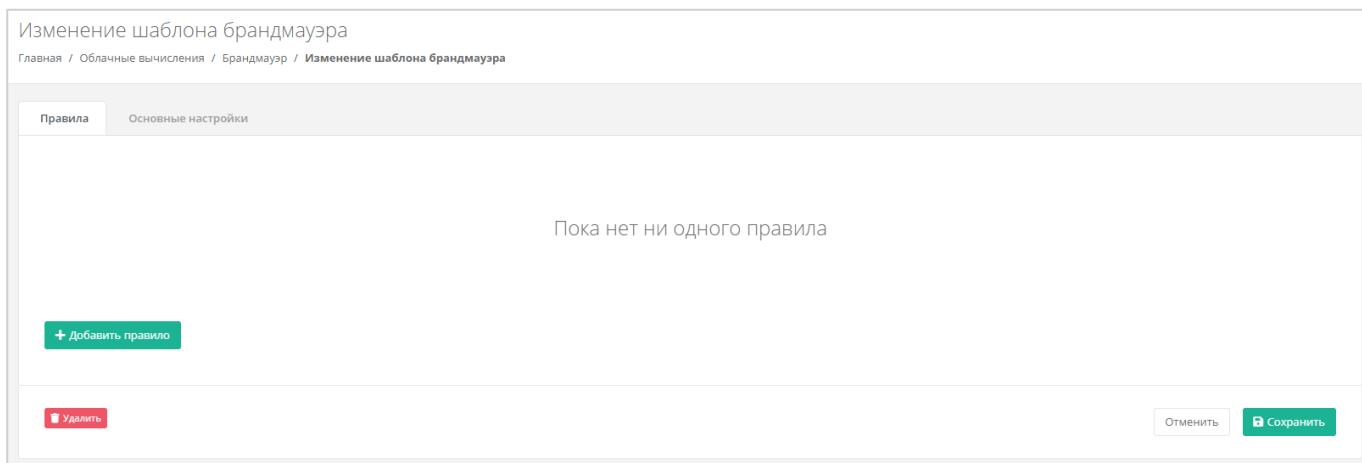 Изменение шаблона брандмауэра
Главная / Облачные вычисления / Брандмауэр / Изменение шаблона брандмауэра
Правила Основные настройки
Пока нет ни одного правила
+ Добавить правило
Удалить Отменить Сохранить